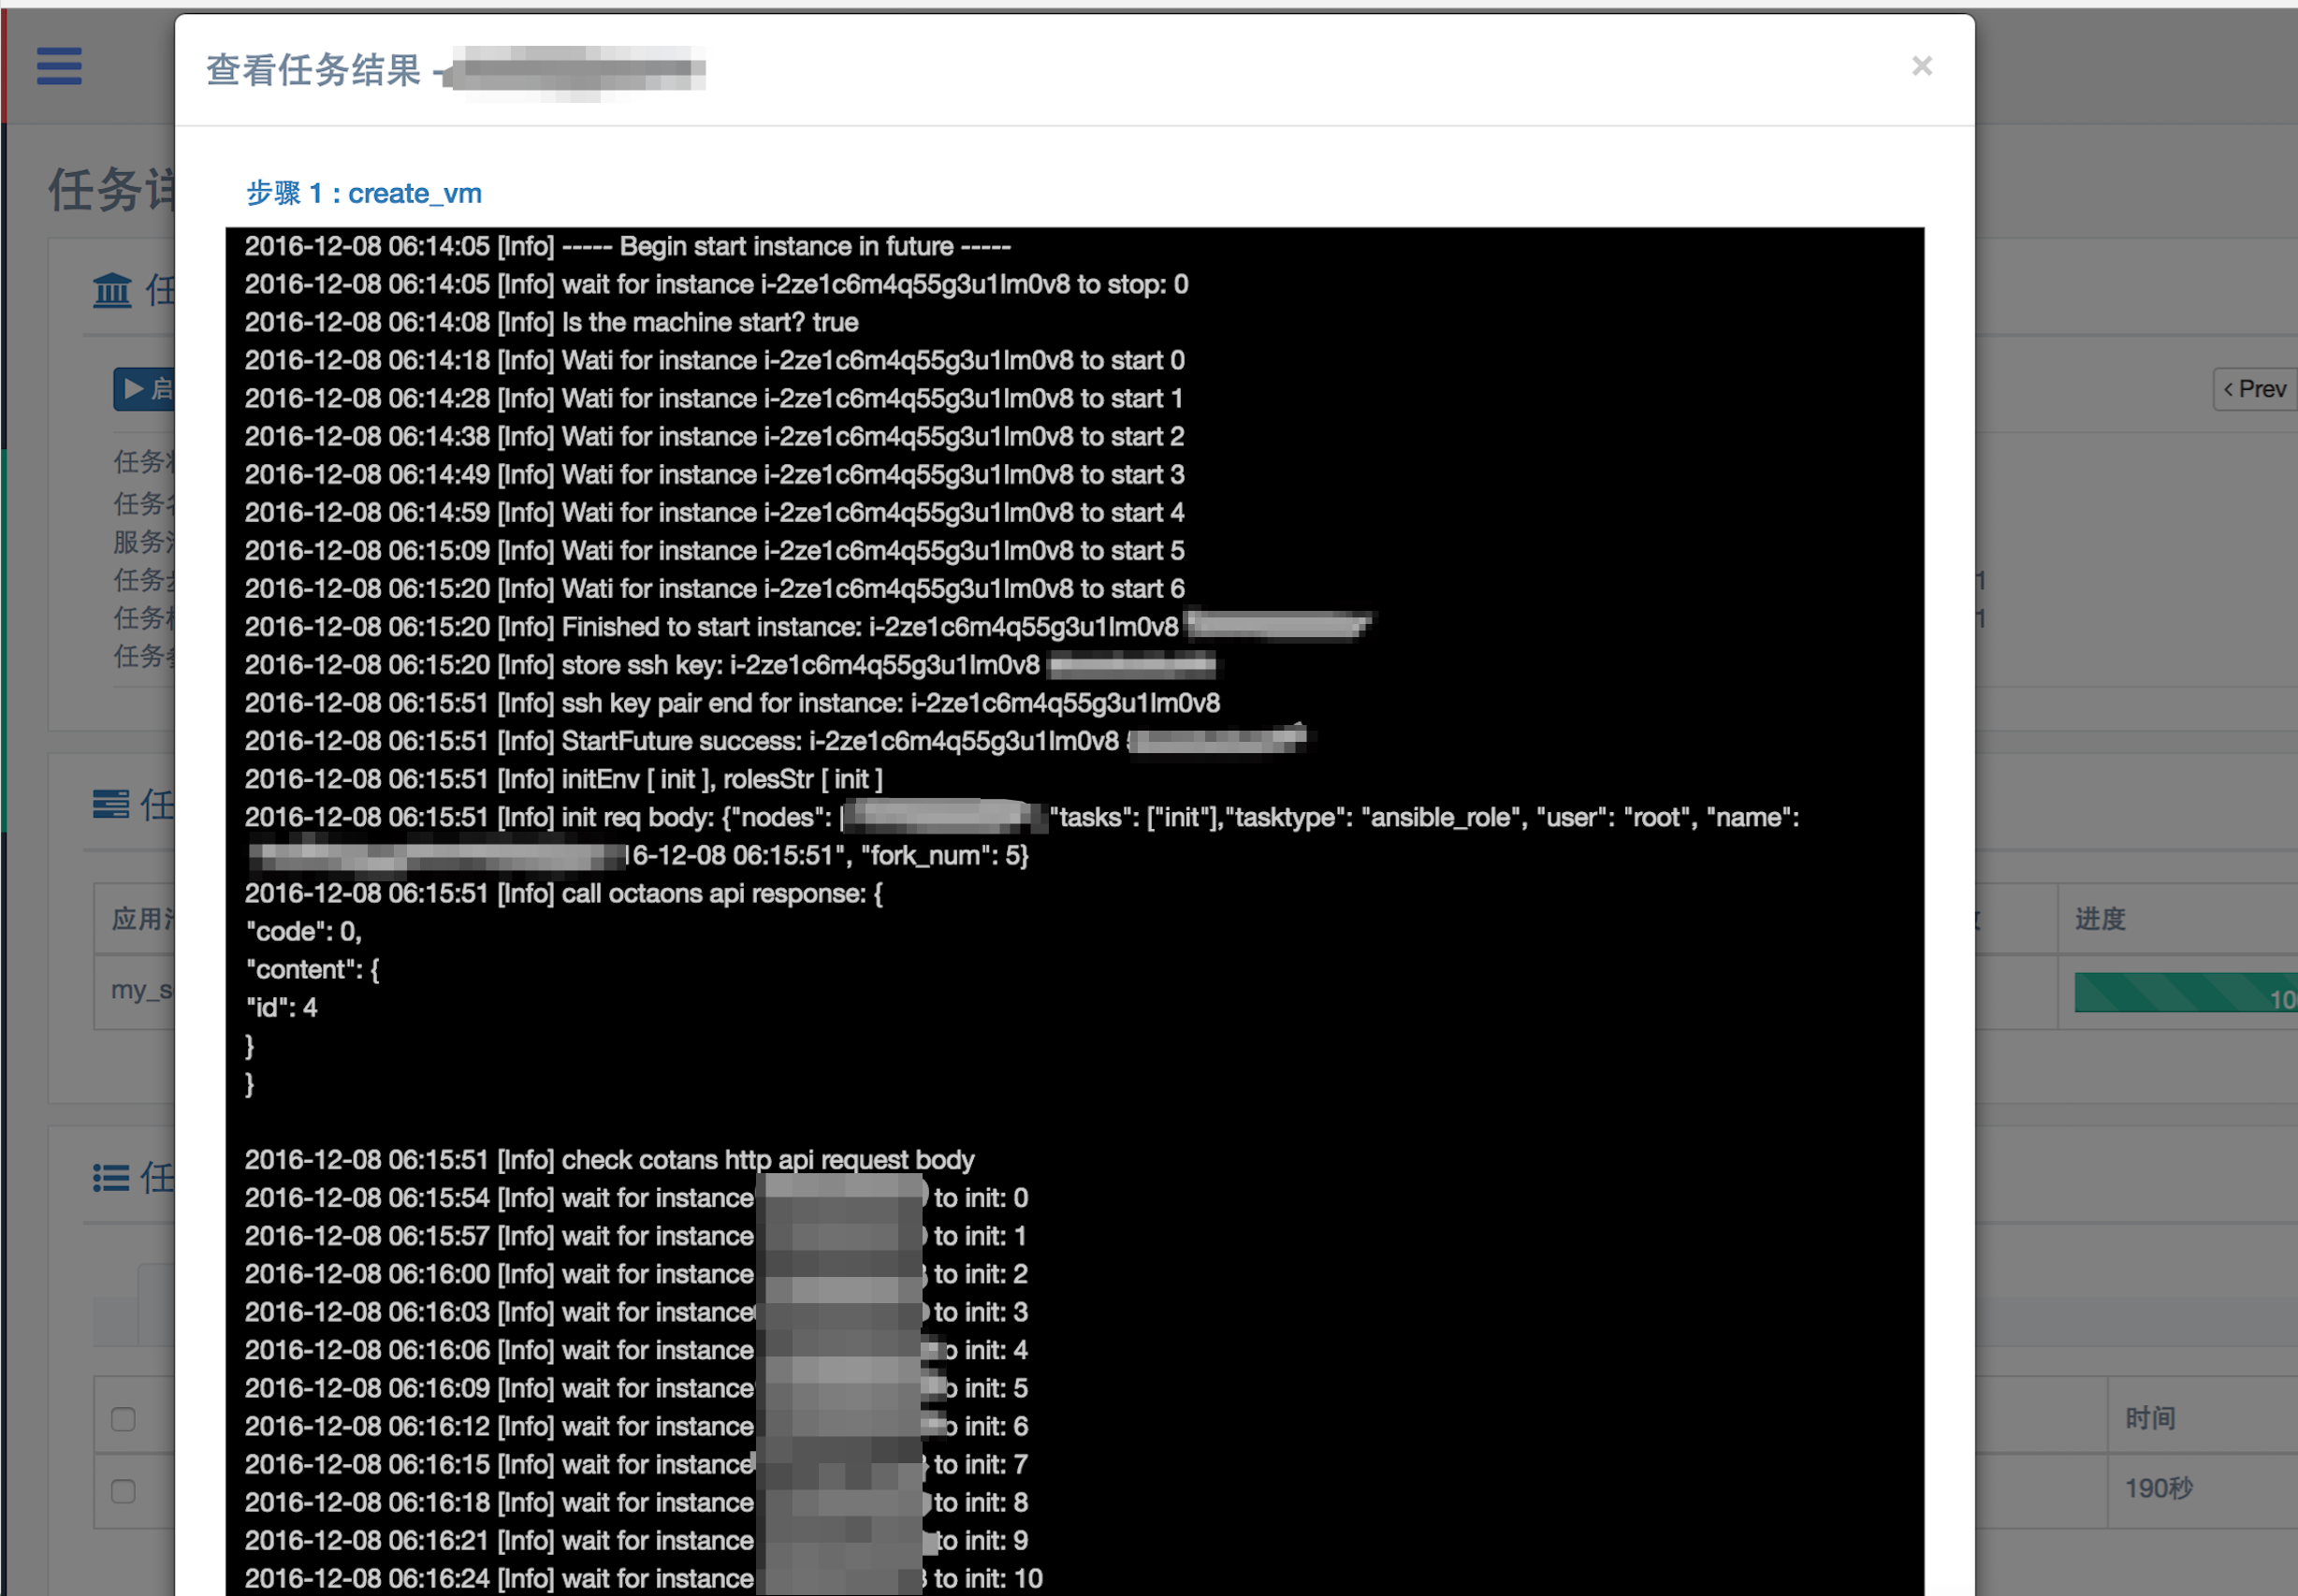 查看任务结果 -
×
步骤 1 : create_vm
2016-12-08 06:14:05 [Info] ----- Begin start instance in future -----
2016-12-08 06:14:05 [Info] wait for instance i-2ze1c6m4q55g3u1lm0v8 to stop: 0
2016-12-08 06:14:08 [Info] Is the machine start? true
2016-12-08 06:14:18 [Info] Wati for instance i-2ze1c6m4q55g3u1lm0v8 to start 0
2016-12-08 06:14:28 [Info] Wati for instance i-2ze1c6m4q55g3u1lm0v8 to start 1
2016-12-08 06:14:38 [Info] Wati for instance i-2ze1c6m4q55g3u1lm0v8 to start 2
2016-12-08 06:14:49 [Info] Wati for instance i-2ze1c6m4q55g3u1lm0v8 to start 3
2016-12-08 06:14:59 [Info] Wati for instance i-2ze1c6m4q55g3u1lm0v8 to start 4
2016-12-08 06:15:09 [Info] Wati for instance i-2ze1c6m4q55g3u1lm0v8 to start 5
2016-12-08 06:15:20 [Info] Wati for instance i-2ze1c6m4q55g3u1lm0v8 to start 6
2016-12-08 06:15:20 [Info] Finished to start instance: i-2ze1c6m4q55g3u1lm0v8
2016-12-08 06:15:20 [Info] store ssh key: i-2ze1c6m4q55g3u1lm0v8
2016-12-08 06:15:51 [Info] ssh key pair end for instance: i-2ze1c6m4q55g3u1lm0v8
2016-12-08 06:15:51 [Info] StartFuture success: i-2ze1c6m4q55g3u1lm0v8
2016-12-08 06:15:51 [Info] initEnv [ init ], rolesStr [ init ]
2016-12-08 06:15:51 [Info] init req body: {"nodes": [ "tasks": ["init"],"tasktype": "ansible_role", "user": "root", "name":
16-12-08 06:15:51", "fork_num": 5}
2016-12-08 06:15:51 [Info] call octaons api response: {
"code": 0,
"content": {
"id": 4
}
}
2016-12-08 06:15:51 [Info] check cotans http api request body
2016-12-08 06:15:54 [Info] wait for instance to init: 0
2016-12-08 06:15:57 [Info] wait for instance to init: 1
2016-12-08 06:16:00 [Info] wait for instance to init: 2
2016-12-08 06:16:03 [Info] wait for instance to init: 3
2016-12-08 06:16:06 [Info] wait for instance init: 4
2016-12-08 06:16:09 [Info] wait for instance init: 5
2016-12-08 06:16:12 [Info] wait for instance init: 6
2016-12-08 06:16:15 [Info] wait for instance to init: 7
2016-12-08 06:16:18 [Info] wait for instance to init: 8
2016-12-08 06:16:21 [Info] wait for instance to init: 9
2016-12-08 06:16:24 [Info] wait for instance to init: 10
任务详
任
启
任务
任务名
服务
任务
任务
任务
任
应用
my_s
任
‹ Prev
1
1
进度
10
时间
190秒